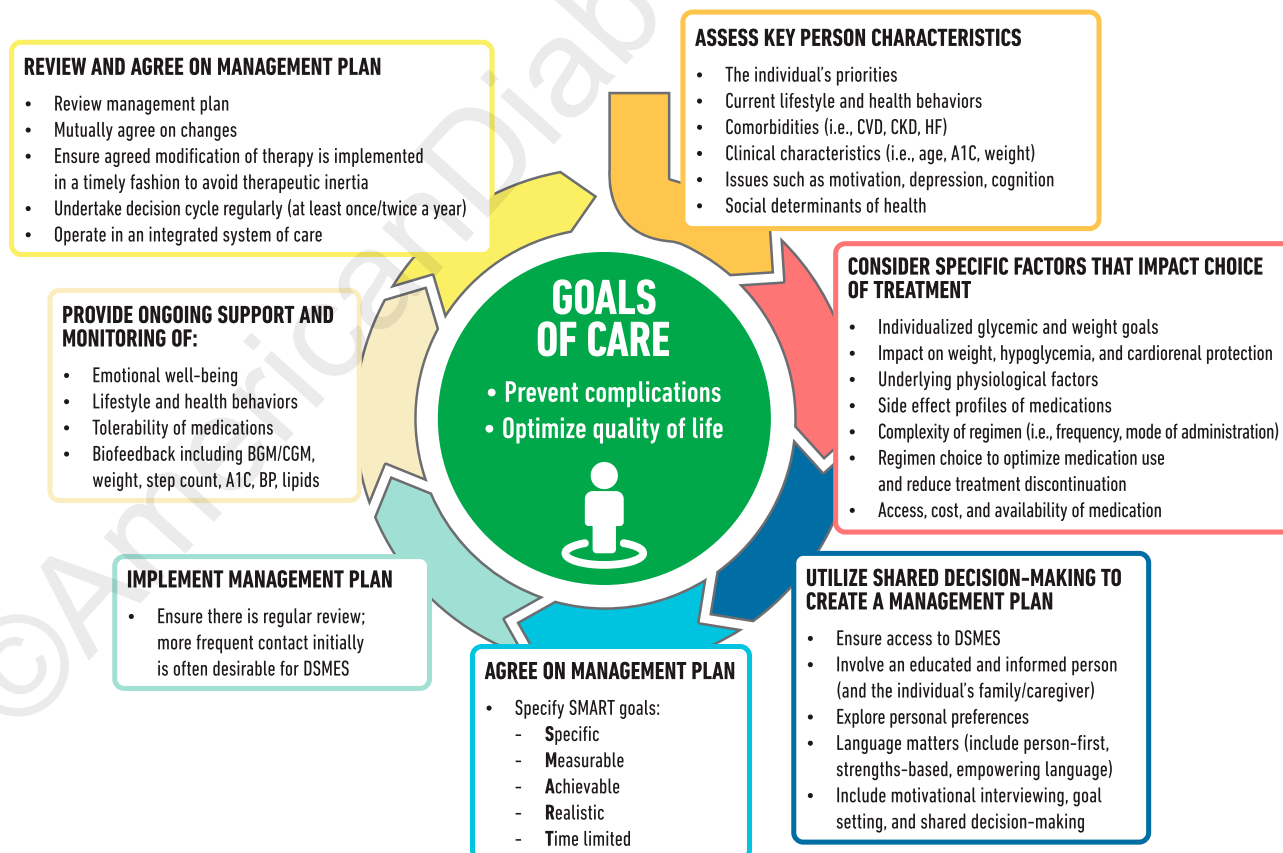 ©AmericanDiab
ASSESS KEY PERSON CHARACTERISTICS
• The individual's priorities
• Current lifestyle and health behaviors
• Comorbidities (i.e., CVD, CKD, HF)
• Clinical characteristics (i.e., age, A1C, weight)
• Issues such as motivation, depression, cognition
• Social determinants of health
CONSIDER SPECIFIC FACTORS THAT IMPACT CHOICE
OF TREATMENT
• Individualized glycemic and weight goals
• Impact on weight, hypoglycemia, and cardiorenal protection
• Underlying physiological factors
• Side effect profiles of medications
• Complexity of regimen (i.e., frequency, mode of administration)
• Regimen choice to optimize medication use
and reduce treatment discontinuation
• Access, cost, and availability of medication
UTILIZE SHARED DECISION-MAKING TO
CREATE A MANAGEMENT PLAN
• Ensure access to DSMES
• Involve an educated and informed person
(and the individual's family/caregiver)
• Explore personal preferences
• Language matters (include person-first,
strengths-based, empowering language)
• Include motivational interviewing, goal
setting, and shared decision-making
AGREE ON MANAGEMENT PLAN
• Specify SMART goals:
- Specific
- Measurable
- Achievable
- Realistic
- Time limited
IMPLEMENT MANAGEMENT PLAN
• Ensure there is regular review;
more frequent contact initially
is often desirable for DSMES
PROVIDE ONGOING SUPPORT AND
MONITORING OF:
• Emotional well-being
• Lifestyle and health behaviors
• Tolerability of medications
• Biofeedback including BGM/CGM,
weight, step count, A1C, BP, lipids
REVIEW AND AGREE ON MANAGEMENT PLAN
• Review management plan
• Mutually agree on changes
• Ensure agreed modification of therapy is implemented
in a timely fashion to avoid therapeutic inertia
• Undertake decision cycle regularly (at least once/twice a year)
• Operate in an integrated system of care
GOALS
OF CARE
• Prevent complications
• Optimize quality of life